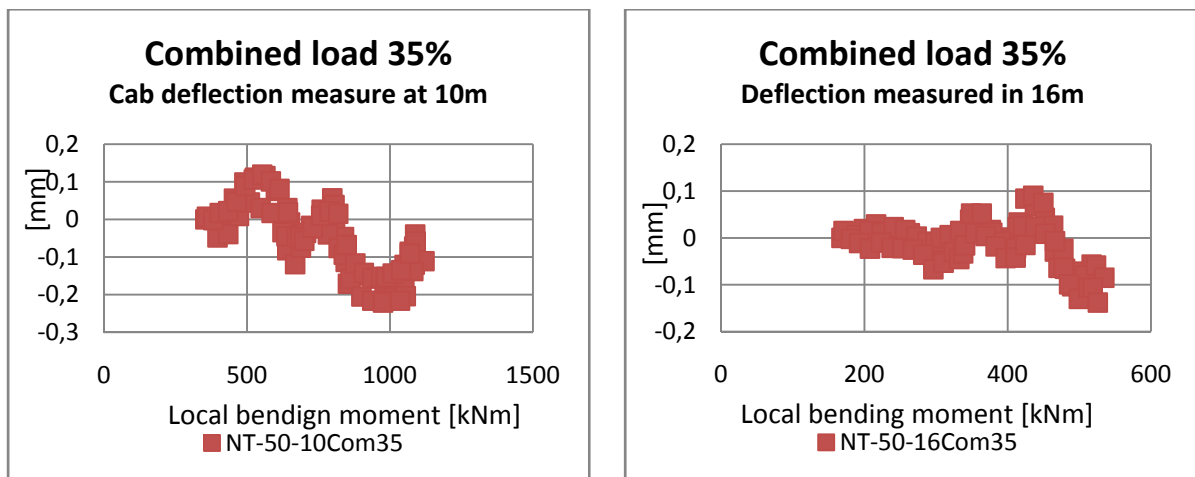 Combined load 35%
Cab deflection measure at 10m
[mm]
0,2
0,1
0
-0,1
-0,2
-0,3
0 500 1000 1500
Local bendign moment [kNm]
NT-50-10Com35
Combined load 35%
Deflection measured in 16m
[mm]
0,2
0,1
0
-0,1
-0,2
0 200 400 600
Local bending moment [kNm]
NT-50-16Com35